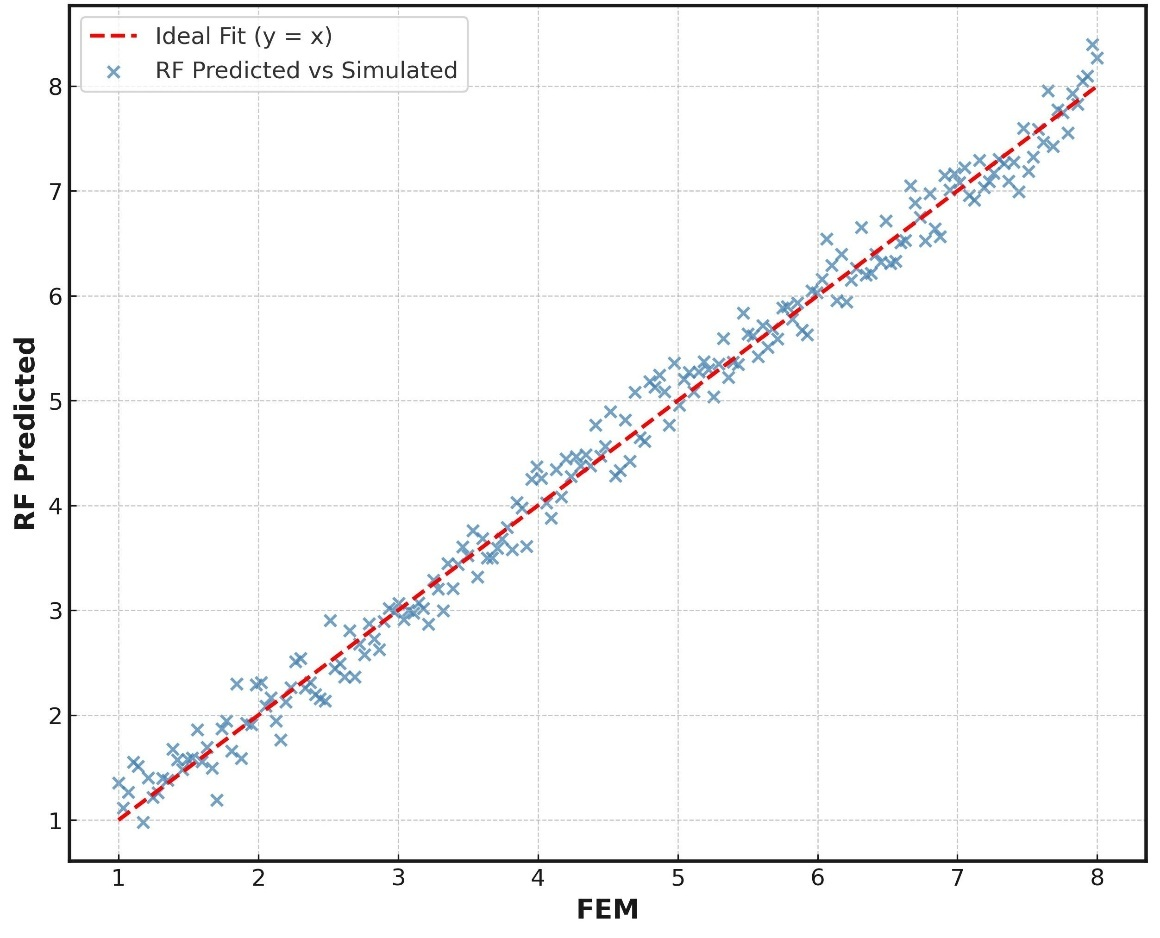 Ideal Fit (y = x)
RF Predicted vs Simulated
8
7
6
5
4
3
2
1
RF Predicted
1 2 3 4 5 6 7 8
FEM